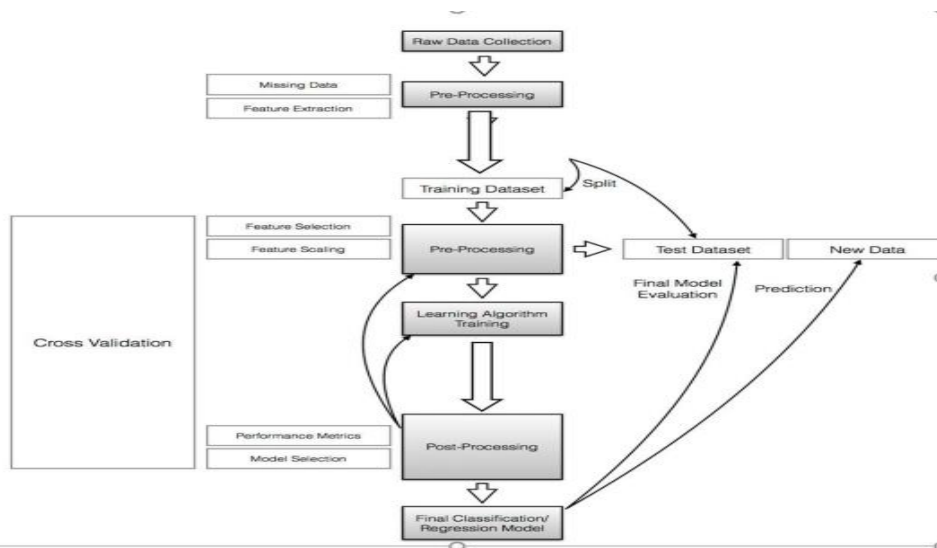 Raw Data Collection
Missing Data
Feature Extraction
Pre-Processing
Training Dataset
Split
Feature Selection
Feature Scaling
Pre-Processing
Test Dataset
New Data
Final Model
Evaluation
Prediction
Learning Algorithm
Training
Cross Validation
Performance Metrics
Model Selection
Post-Processing
Final Classification/
Regression Model